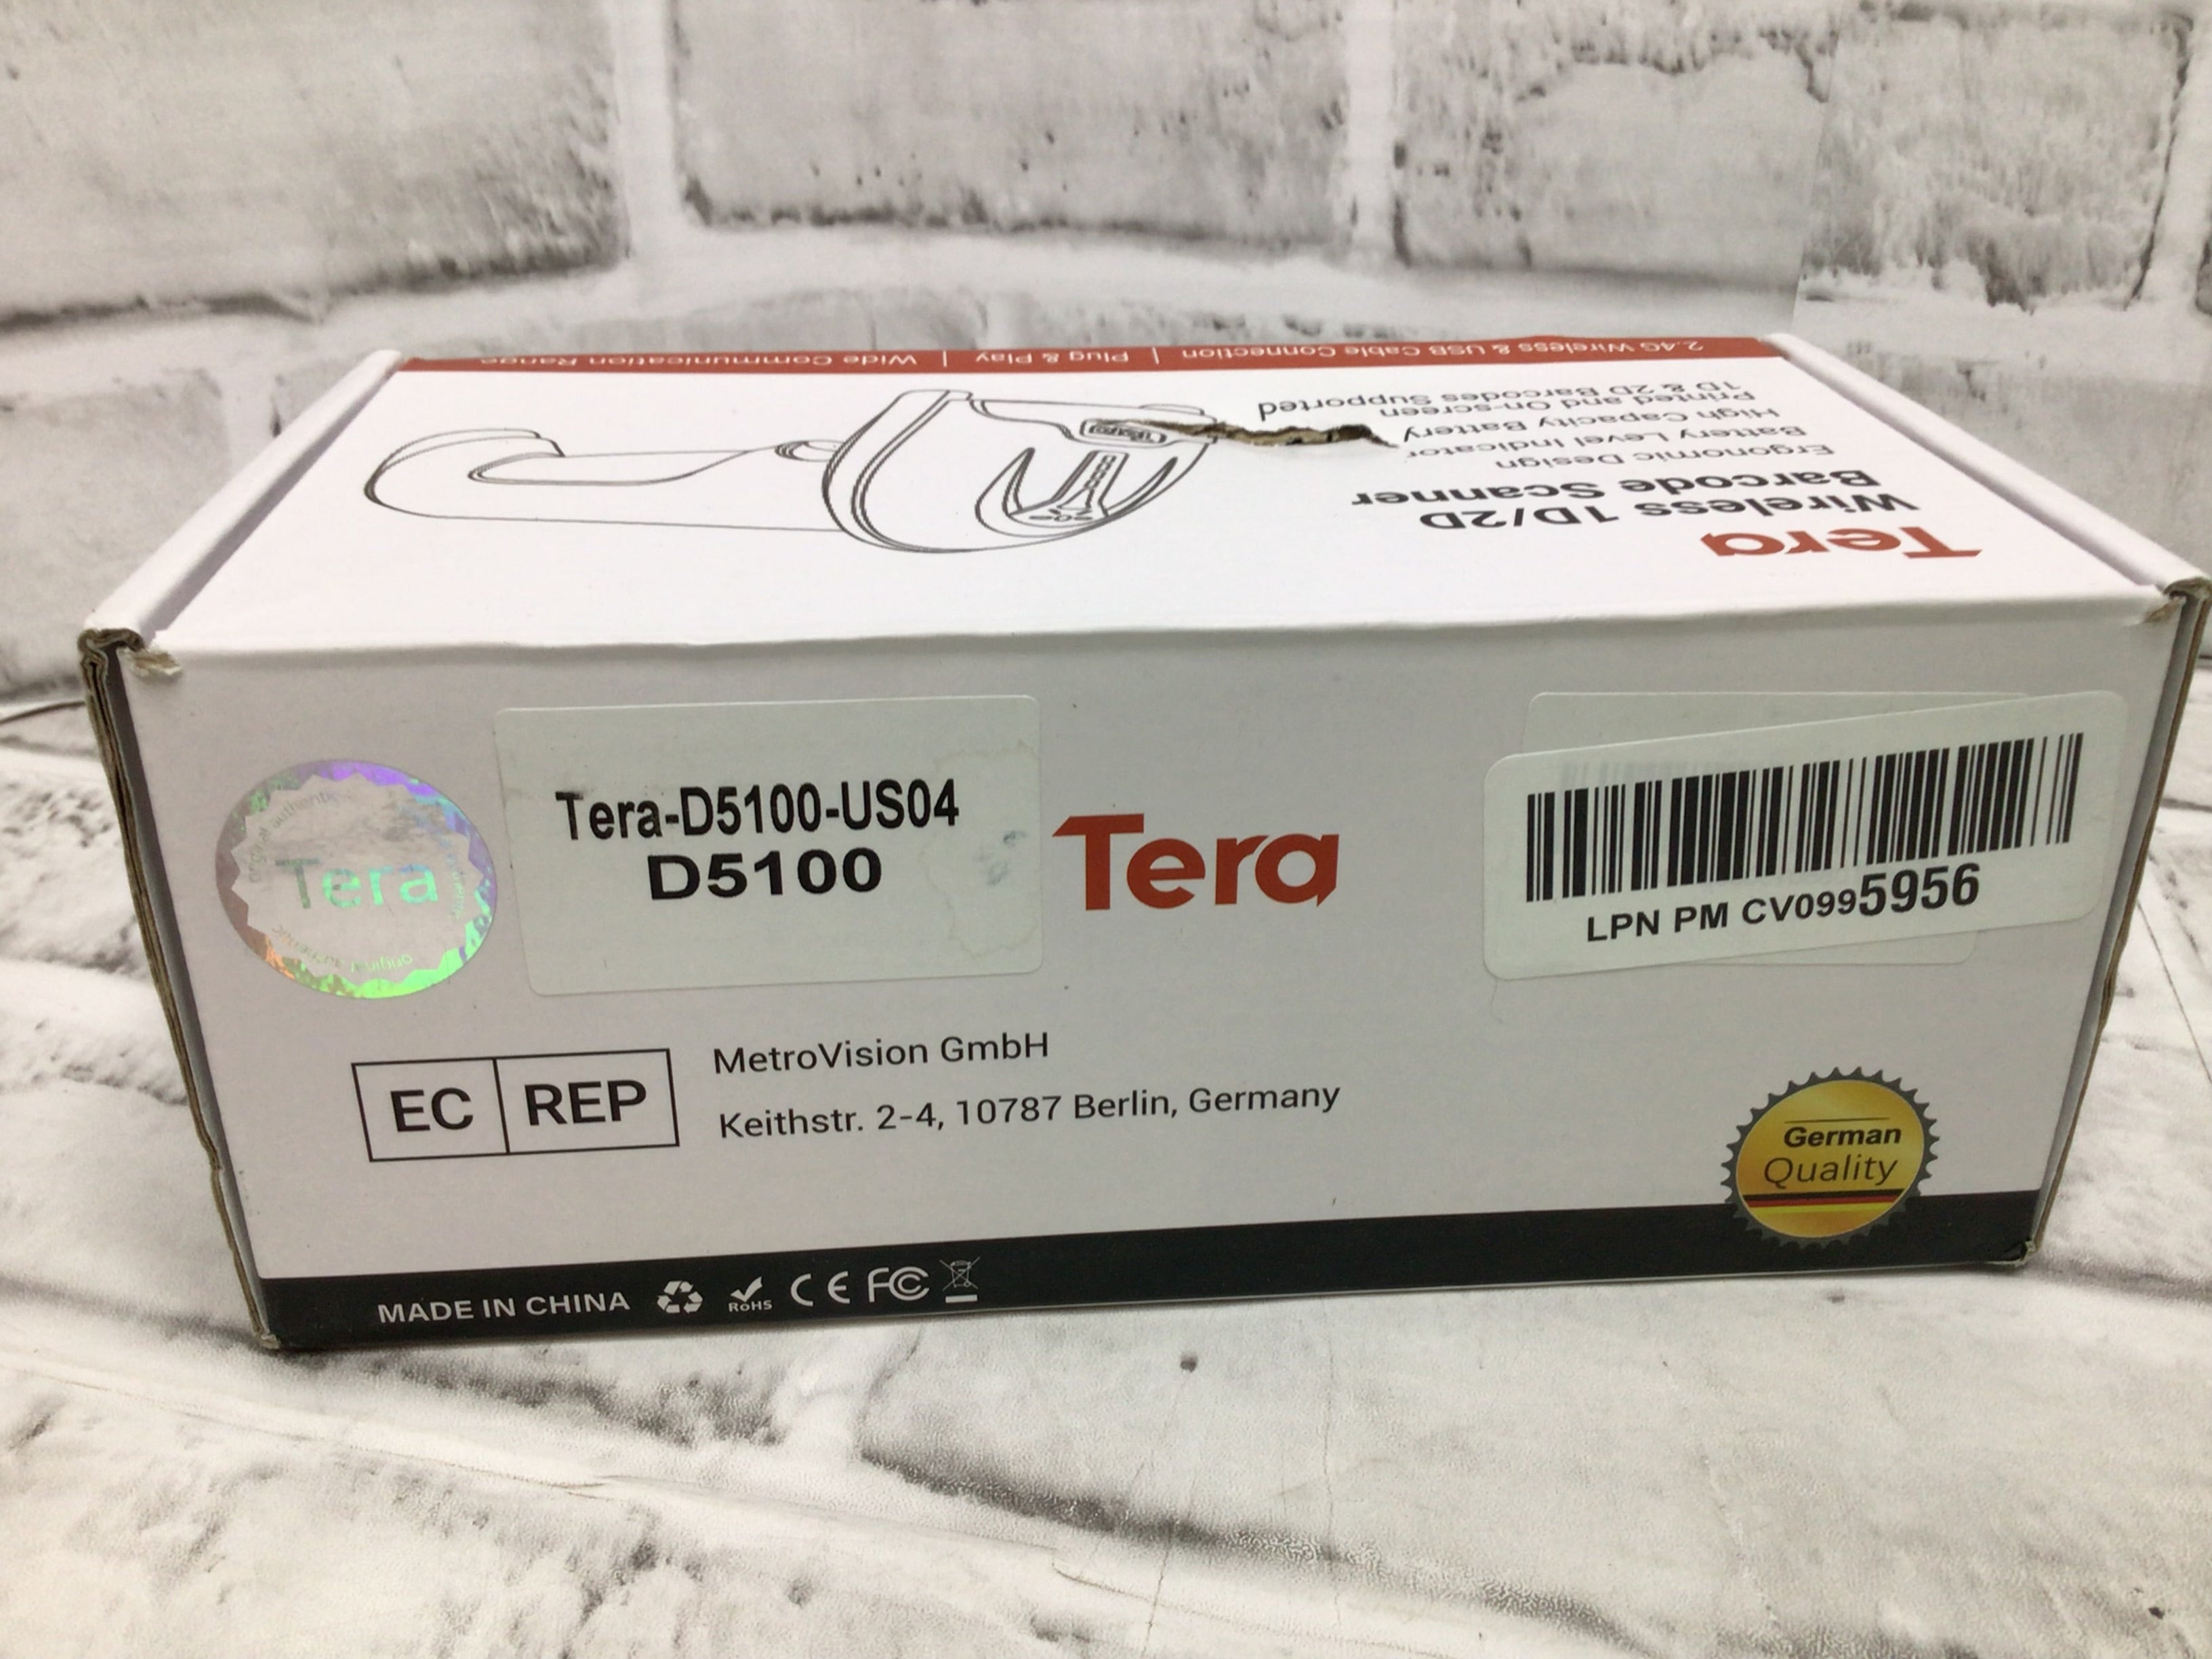 2.4G Wireless & USB Cable Connection | Plug & Play | Wide Communication Range
Tera
Wireless 1D/2D
Barcode Scanner
Ergonomic Design
Battery Level Indicator
High Capacity Battery
Printed and On-screen
1D & 2D Barcodes Supported
Tera
Tera-D5100-US04
D5100
Tera
LPN PM CV0995956
EC REP
MetroVision GmbH
Keithstr. 2-4, 10787 Berlin, Germany
German
Quality
MADE IN CHINA
RoHS
CE FC